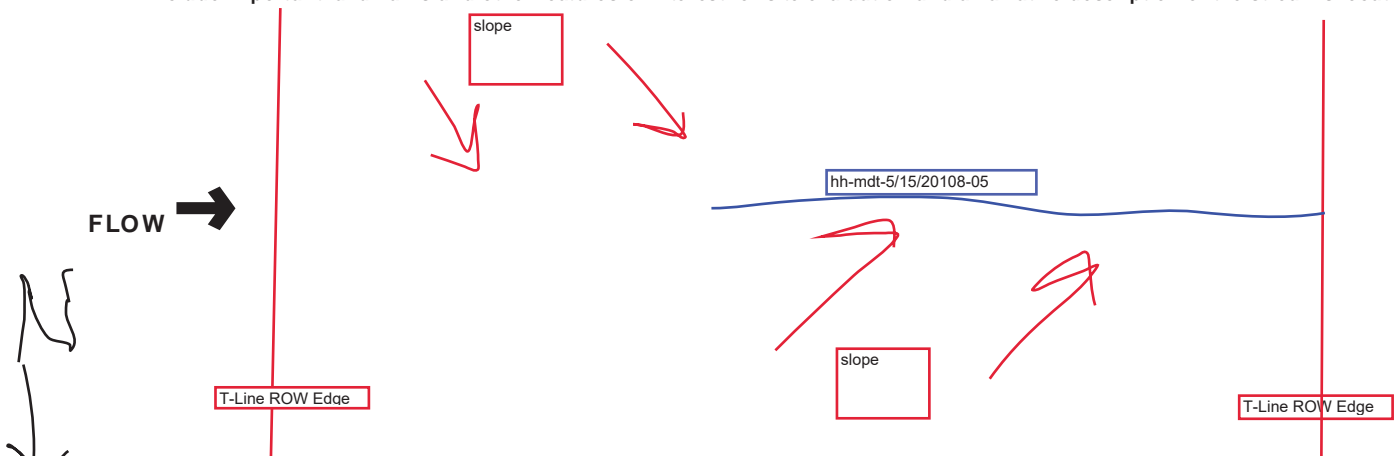 slope
hh-mdt-5/15/20108-05
FLOW
N
slope
T-Line ROW Edge
T-Line ROW Edge